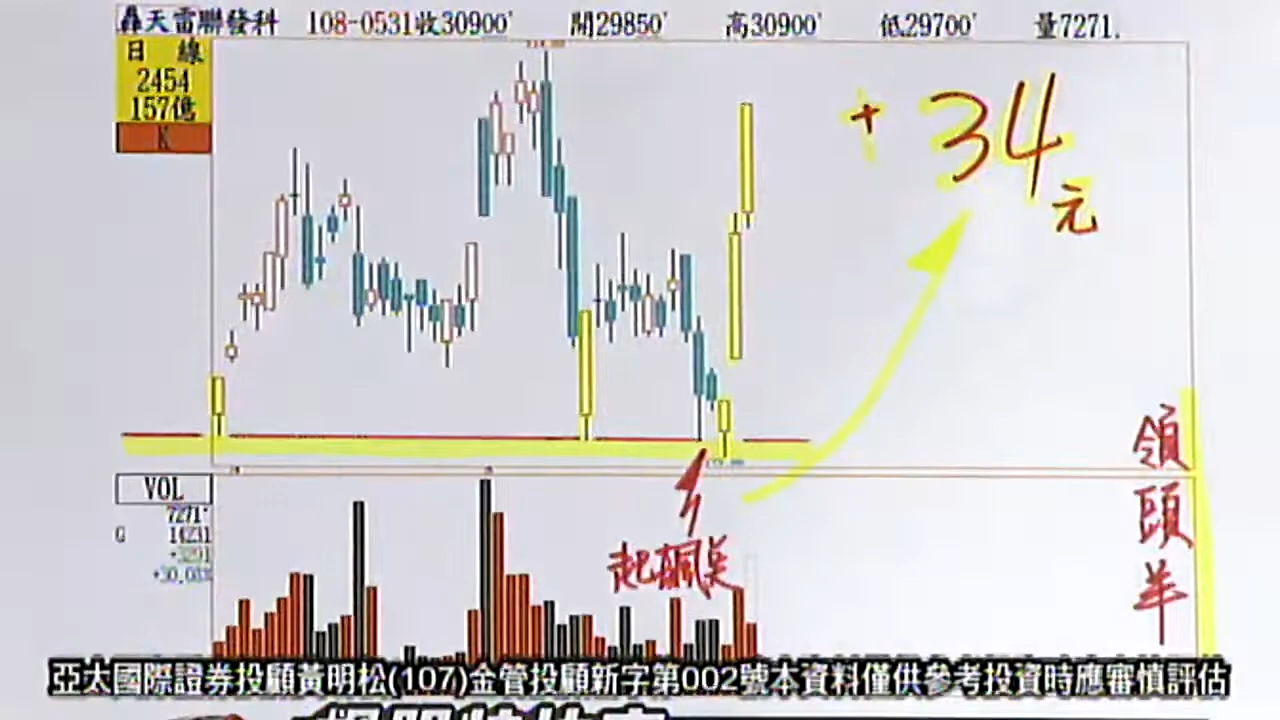 轟天雷聯發科 108-0531收30900' 開29850' 高30900' 低29700' 量7271.
日 線
2454
157億
K
+34元
領頭羊
VOL
7271'
G 14231
+3291
起飆點
亞太國際證券投顧黃明松(107)金管投顧新字第002號本資料僅供參考投資時應審慎評估